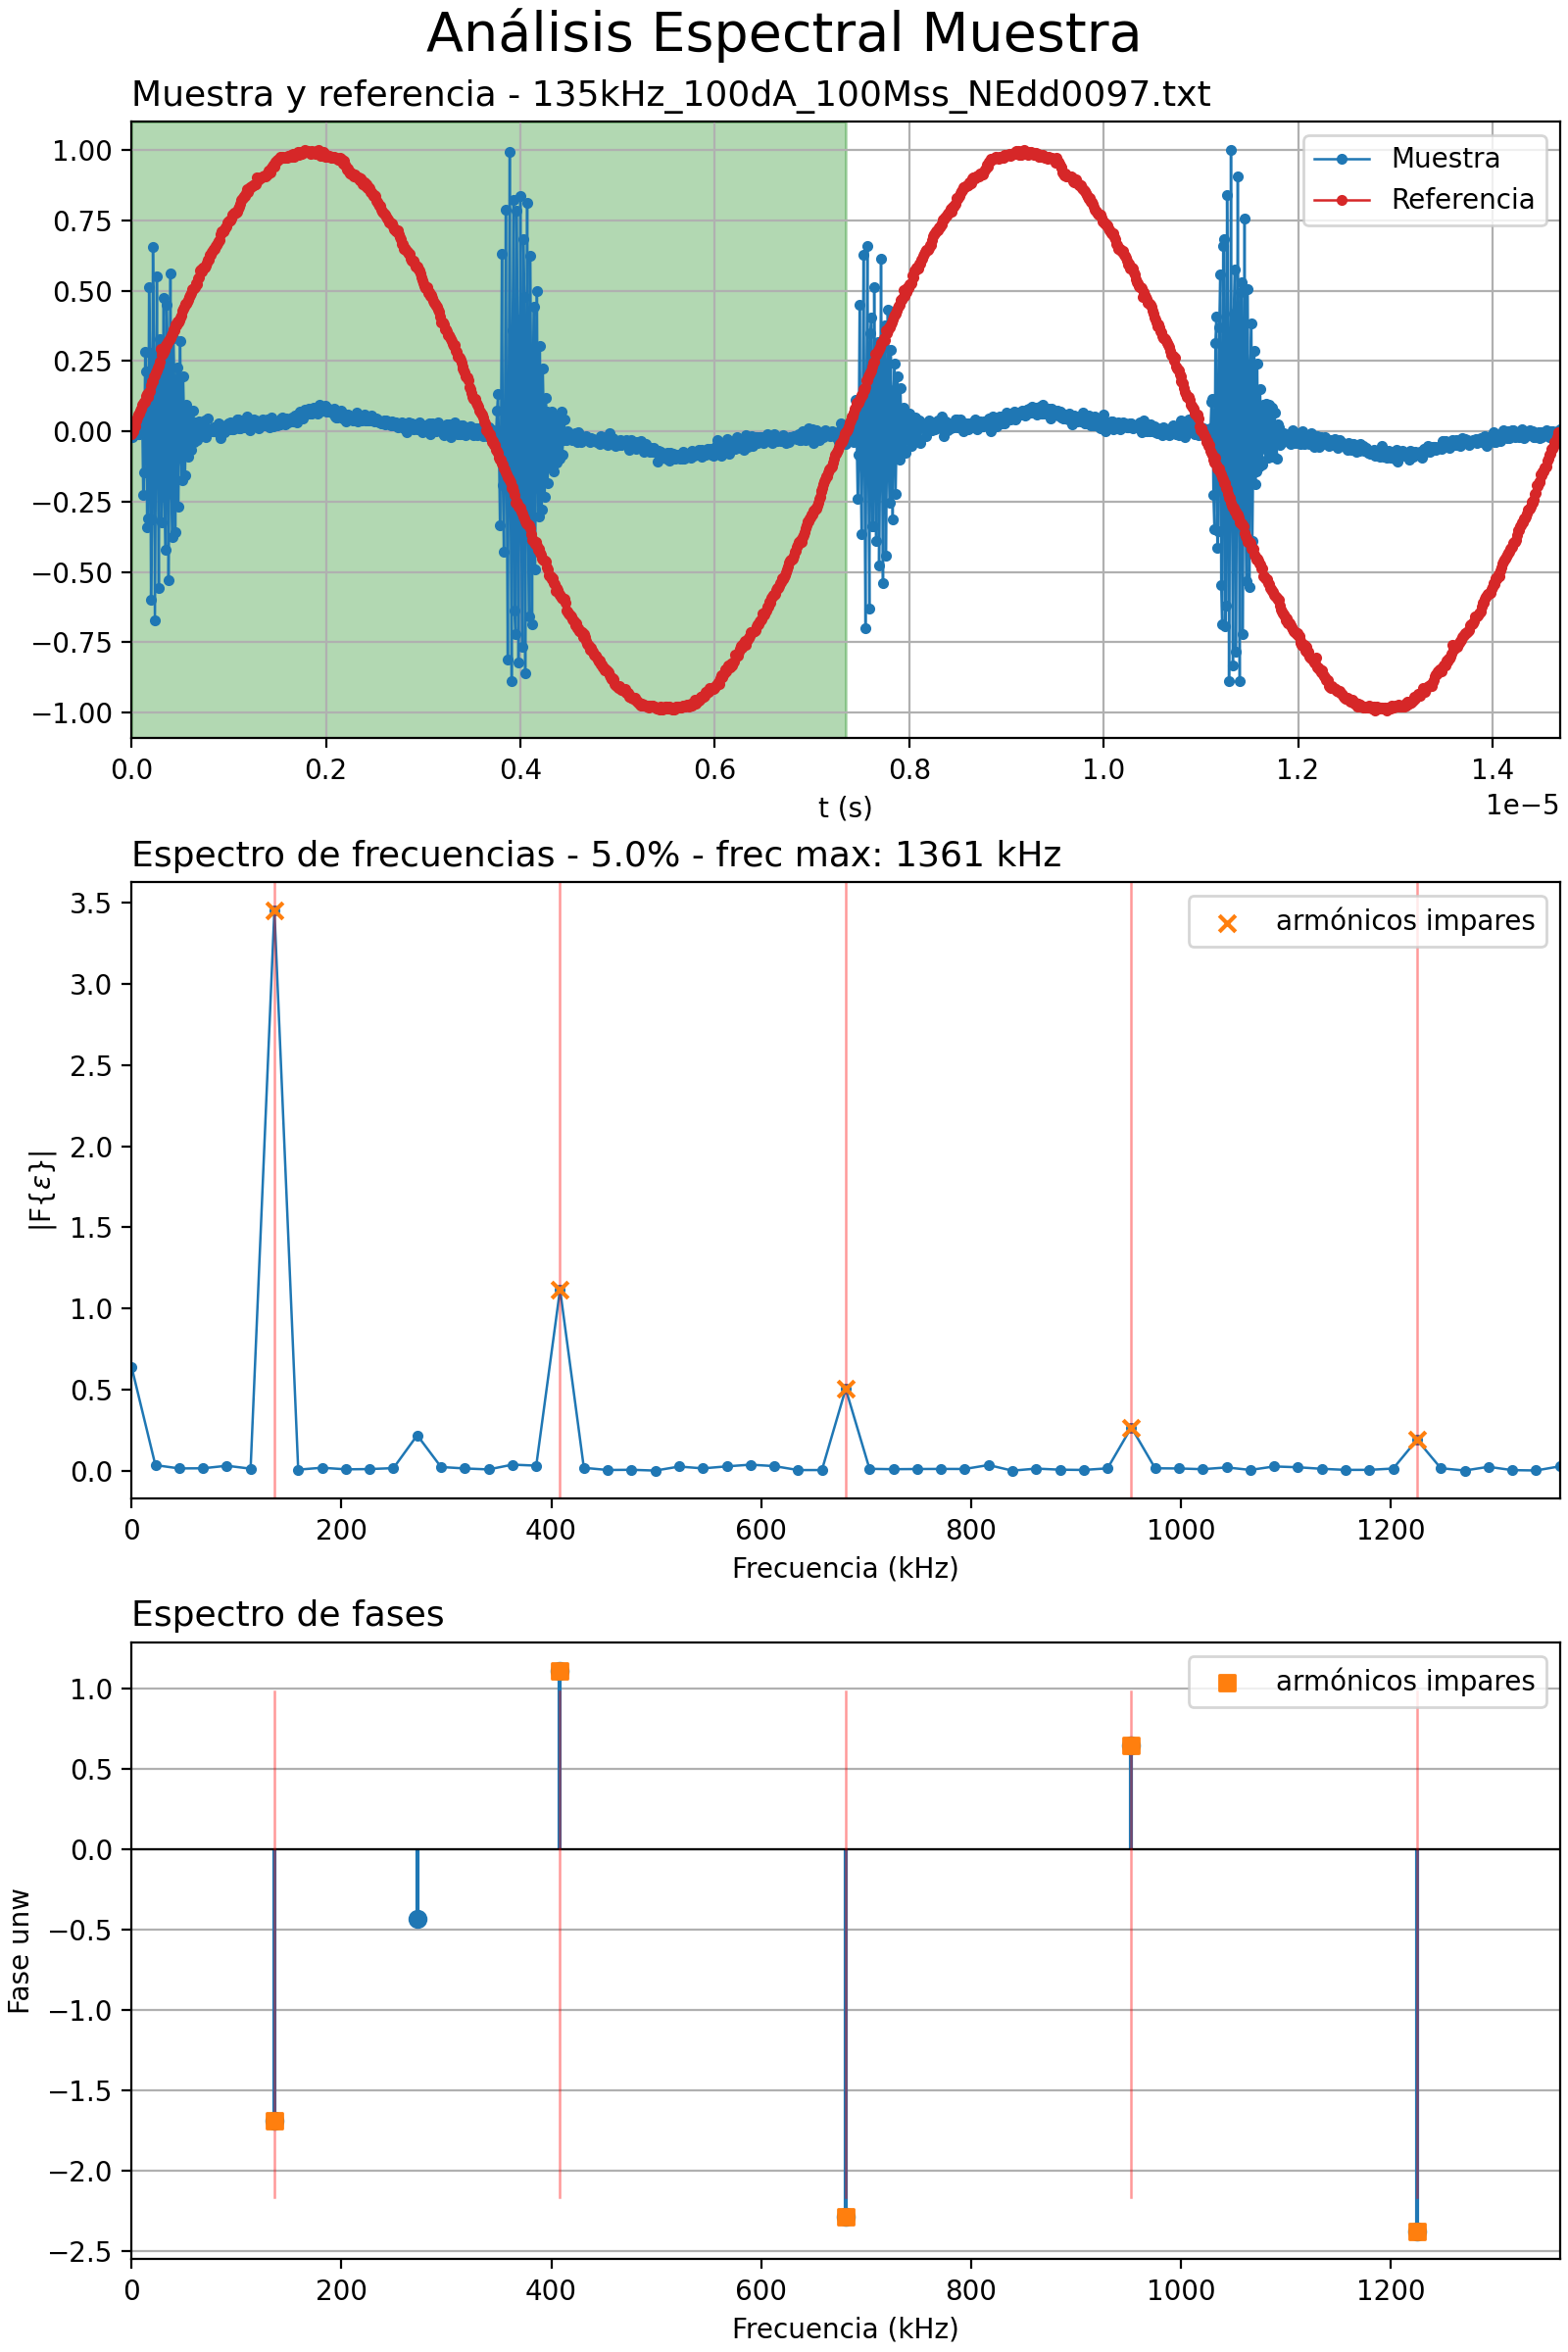 Análisis Espectral Muestra
Muestra y referencia - 135kHz_100dA_100Mss_NEdd0097.txt
1.00
0.75
0.50
0.25
0.00
−0.25
−0.50
−0.75
−1.00
Muestra
Referencia
0.0 0.2 0.4 0.6 0.8 1.0 1.2 1.4
1e−5
t (s)
Espectro de frecuencias - 5.0% - frec max: 1361 kHz
3.5
3.0
2.5
2.0
1.5
1.0
0.5
0.0
|F{ε}|
armónicos impares
0 200 400 600 800 1000 1200
Frecuencia (kHz)
Espectro de fases
1.0
0.5
0.0
−0.5
−1.0
−1.5
−2.0
−2.5
Fase unw
armónicos impares
0 200 400 600 800 1000 1200
Frecuencia (kHz)